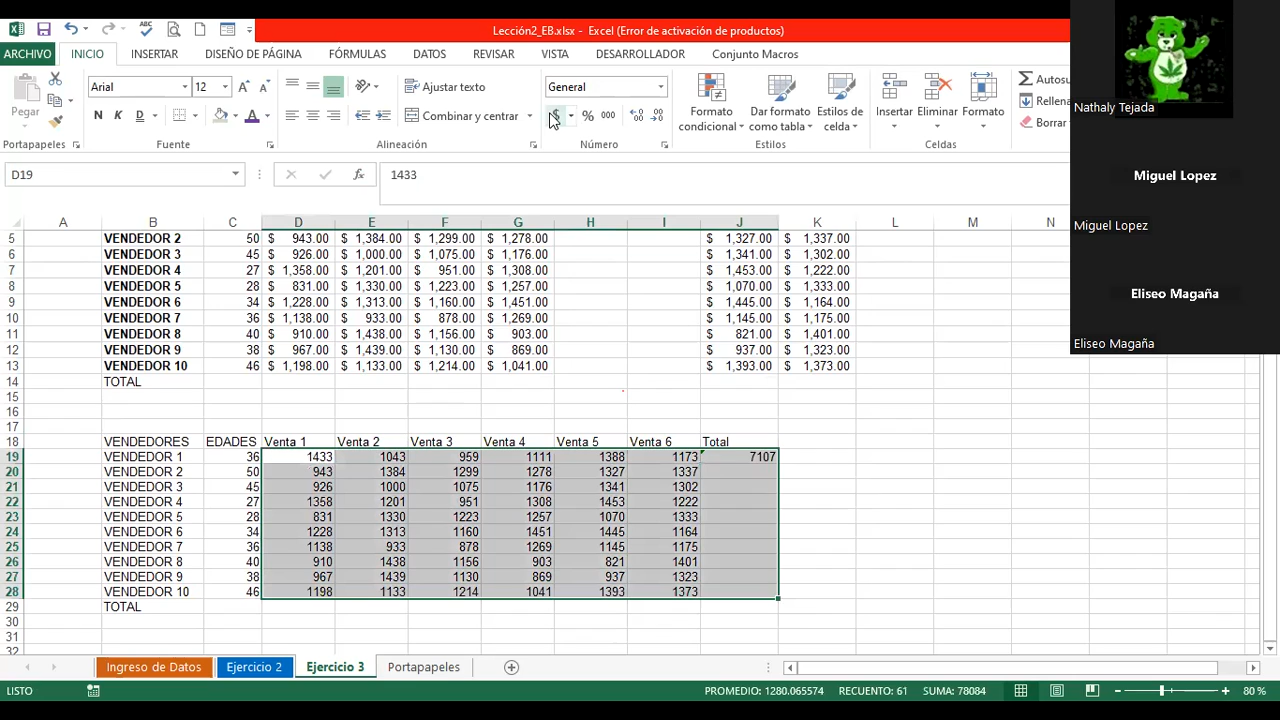 Lección2_EB.xlsx - Excel (Error de activación de productos)
ARCHIVO INICIO INSERTAR DISEÑO DE PÁGINA FÓRMULAS DATOS REVISAR VISTA DESARROLLADOR Conjunto Macros
Pegar
Arial 12
N K D
Ajustar texto
Combinar y centrar
General
$ % 000
Formato condicional
Dar formato como tabla
Estilos de celda
Insertar Eliminar Formato
Autosu
Rellena
Borrar
Portapapeles Fuente Alineación Número Estilos Celdas
D19 fx 1433
A B C D E F G H I J K L M N
5 VENDEDOR 2 50 $ 943.00 $ 1,384.00 $ 1,299.00 $ 1,278.00 $ 1,327.00 $ 1,337.00
6 VENDEDOR 3 45 $ 926.00 $ 1,000.00 $ 1,075.00 $ 1,176.00 $ 1,341.00 $ 1,302.00
7 VENDEDOR 4 27 $ 1,358.00 $ 1,201.00 $ 951.00 $ 1,308.00 $ 1,453.00 $ 1,222.00
8 VENDEDOR 5 28 $ 831.00 $ 1,330.00 $ 1,223.00 $ 1,257.00 $ 1,070.00 $ 1,333.00
9 VENDEDOR 6 34 $ 1,228.00 $ 1,313.00 $ 1,160.00 $ 1,451.00 $ 1,445.00 $ 1,164.00
10 VENDEDOR 7 36 $ 1,138.00 $ 933.00 $ 878.00 $ 1,269.00 $ 1,145.00 $ 1,175.00
11 VENDEDOR 8 40 $ 910.00 $ 1,438.00 $ 1,156.00 $ 903.00 $ 821.00 $ 1,401.00
12 VENDEDOR 9 38 $ 967.00 $ 1,439.00 $ 1,130.00 $ 869.00 $ 937.00 $ 1,323.00
13 VENDEDOR 10 46 $ 1,198.00 $ 1,133.00 $ 1,214.00 $ 1,041.00 $ 1,393.00 $ 1,373.00
14 TOTAL
15
16
17
18 VENDEDORES EDADES Venta 1 Venta 2 Venta 3 Venta 4 Venta 5 Venta 6 Total
19 VENDEDOR 1 36 1433 1043 959 1111 1388 1173 7107
20 VENDEDOR 2 50 943 1384 1299 1278 1327 1337
21 VENDEDOR 3 45 926 1000 1075 1176 1341 1302
22 VENDEDOR 4 27 1358 1201 951 1308 1453 1222
23 VENDEDOR 5 28 831 1330 1223 1257 1070 1333
24 VENDEDOR 6 34 1228 1313 1160 1451 1445 1164
25 VENDEDOR 7 36 1138 933 878 1269 1145 1175
26 VENDEDOR 8 40 910 1438 1156 903 821 1401
27 VENDEDOR 9 38 967 1439 1130 869 937 1323
28 VENDEDOR 10 46 1198 1133 1214 1041 1393 1373
29 TOTAL
30
31
32
Ingreso de Datos Ejercicio 2 Ejercicio 3 Portapapeles
LISTO PROMEDIO: 1280.065574 RECUENTO: 61 SUMA: 78084 80 %
Nathaly Tejada
Miguel Lopez
Miguel Lopez
Eliseo Magaña
Eliseo Magaña